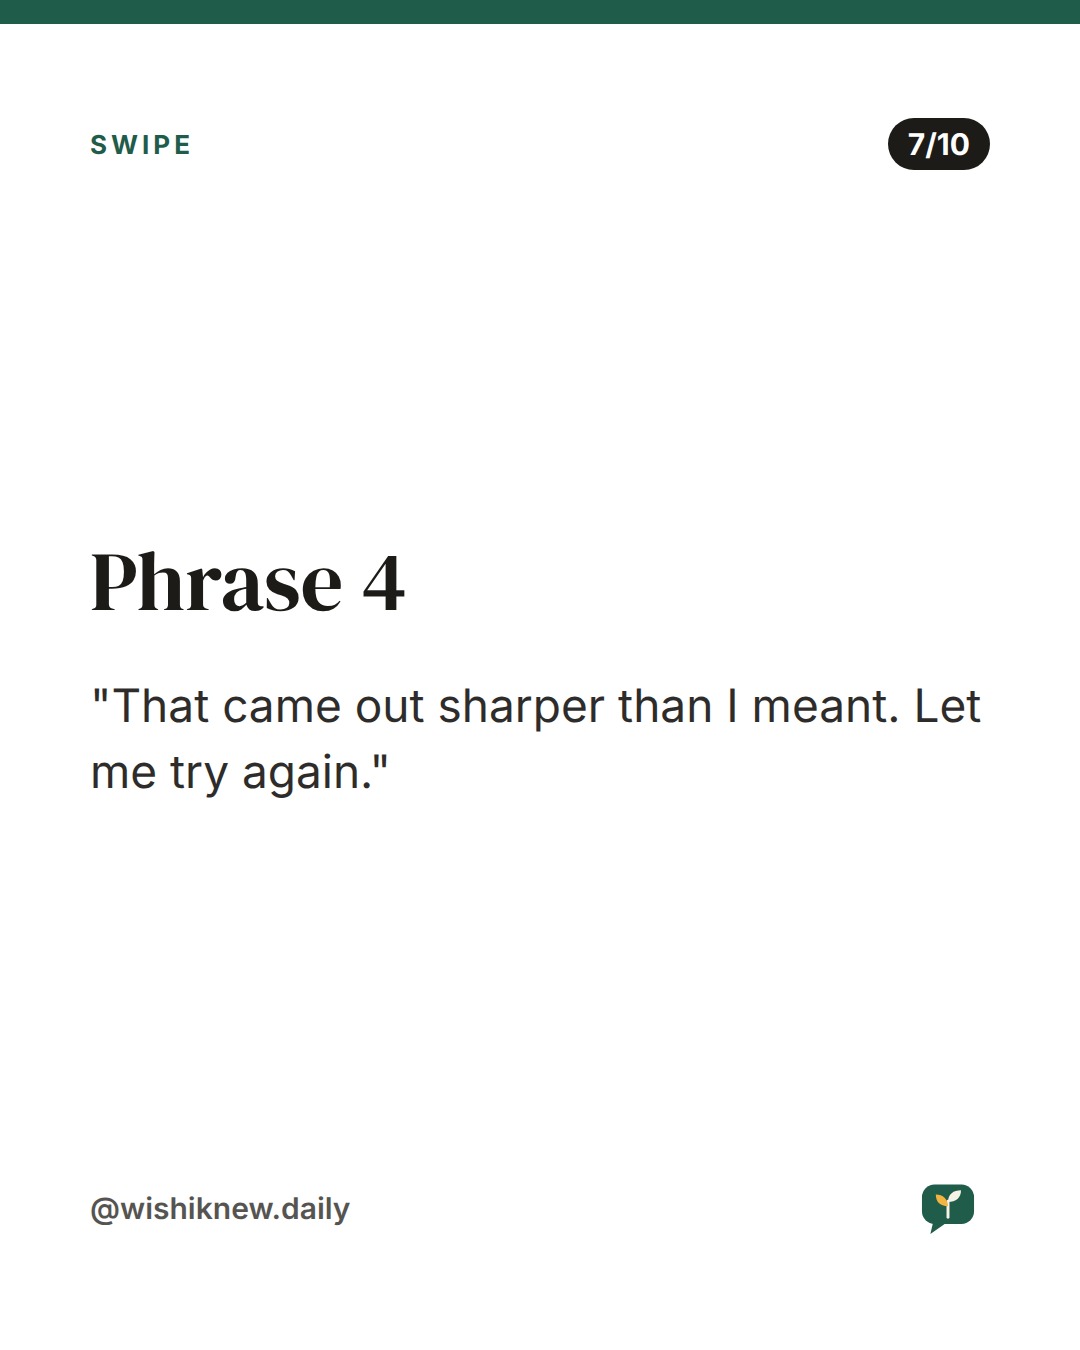 SWIPE
7/10
Phrase 4
"That came out sharper than I meant. Let
me try again."
@wishiknew.daily